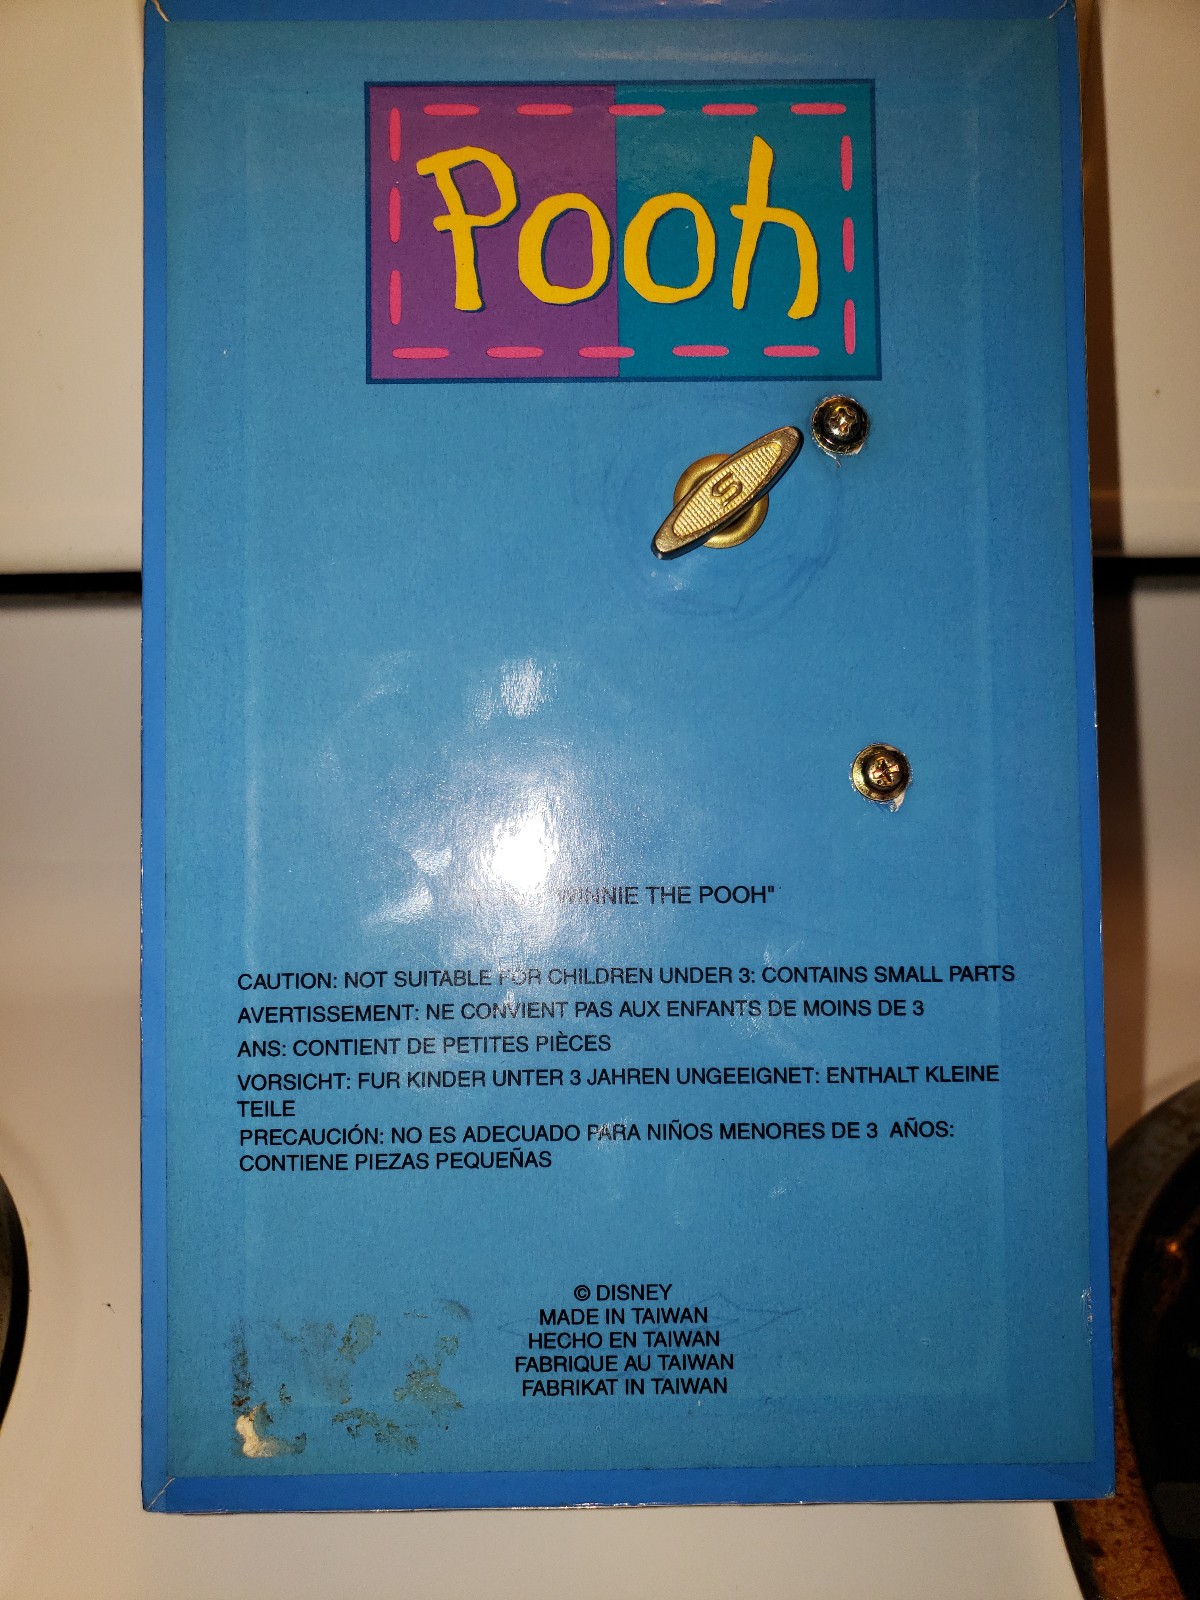 Pooh
WINNIE THE POOH"
CAUTION: NOT SUITABLE FOR CHILDREN UNDER 3: CONTAINS SMALL PARTS
AVERTISSEMENT: NE CONVIENT PAS AUX ENFANTS DE MOINS DE 3
ANS: CONTIENT DE PETITES PIÈCES
VORSICHT: FUR KINDER UNTER 3 JAHREN UNGEEIGNET: ENTHALT KLEINE
TEILE
PRECAUCIÓN: NO ES ADECUADO PARA NIÑOS MENORES DE 3 AÑOS:
CONTIENE PIEZAS PEQUEÑAS
© DISNEY
MADE IN TAIWAN
HECHO EN TAIWAN
FABRIQUE AU TAIWAN
FABRIKAT IN TAIWAN